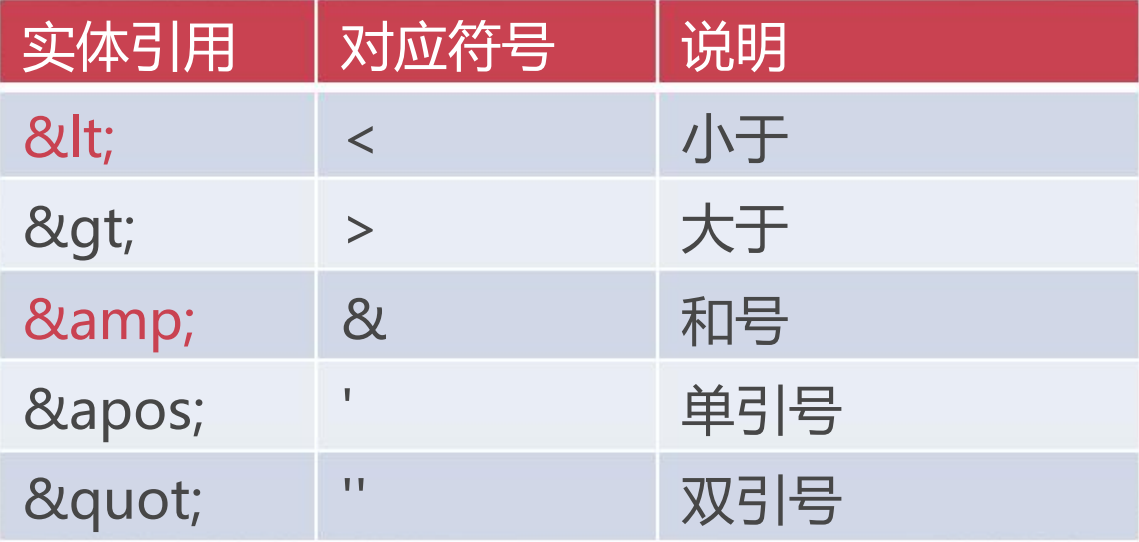 实体引用 对应符号 说明
&lt; < 小于
&gt; > 大于
&amp; & 和号
&apos; ' 单引号
&quot; '' 双引号